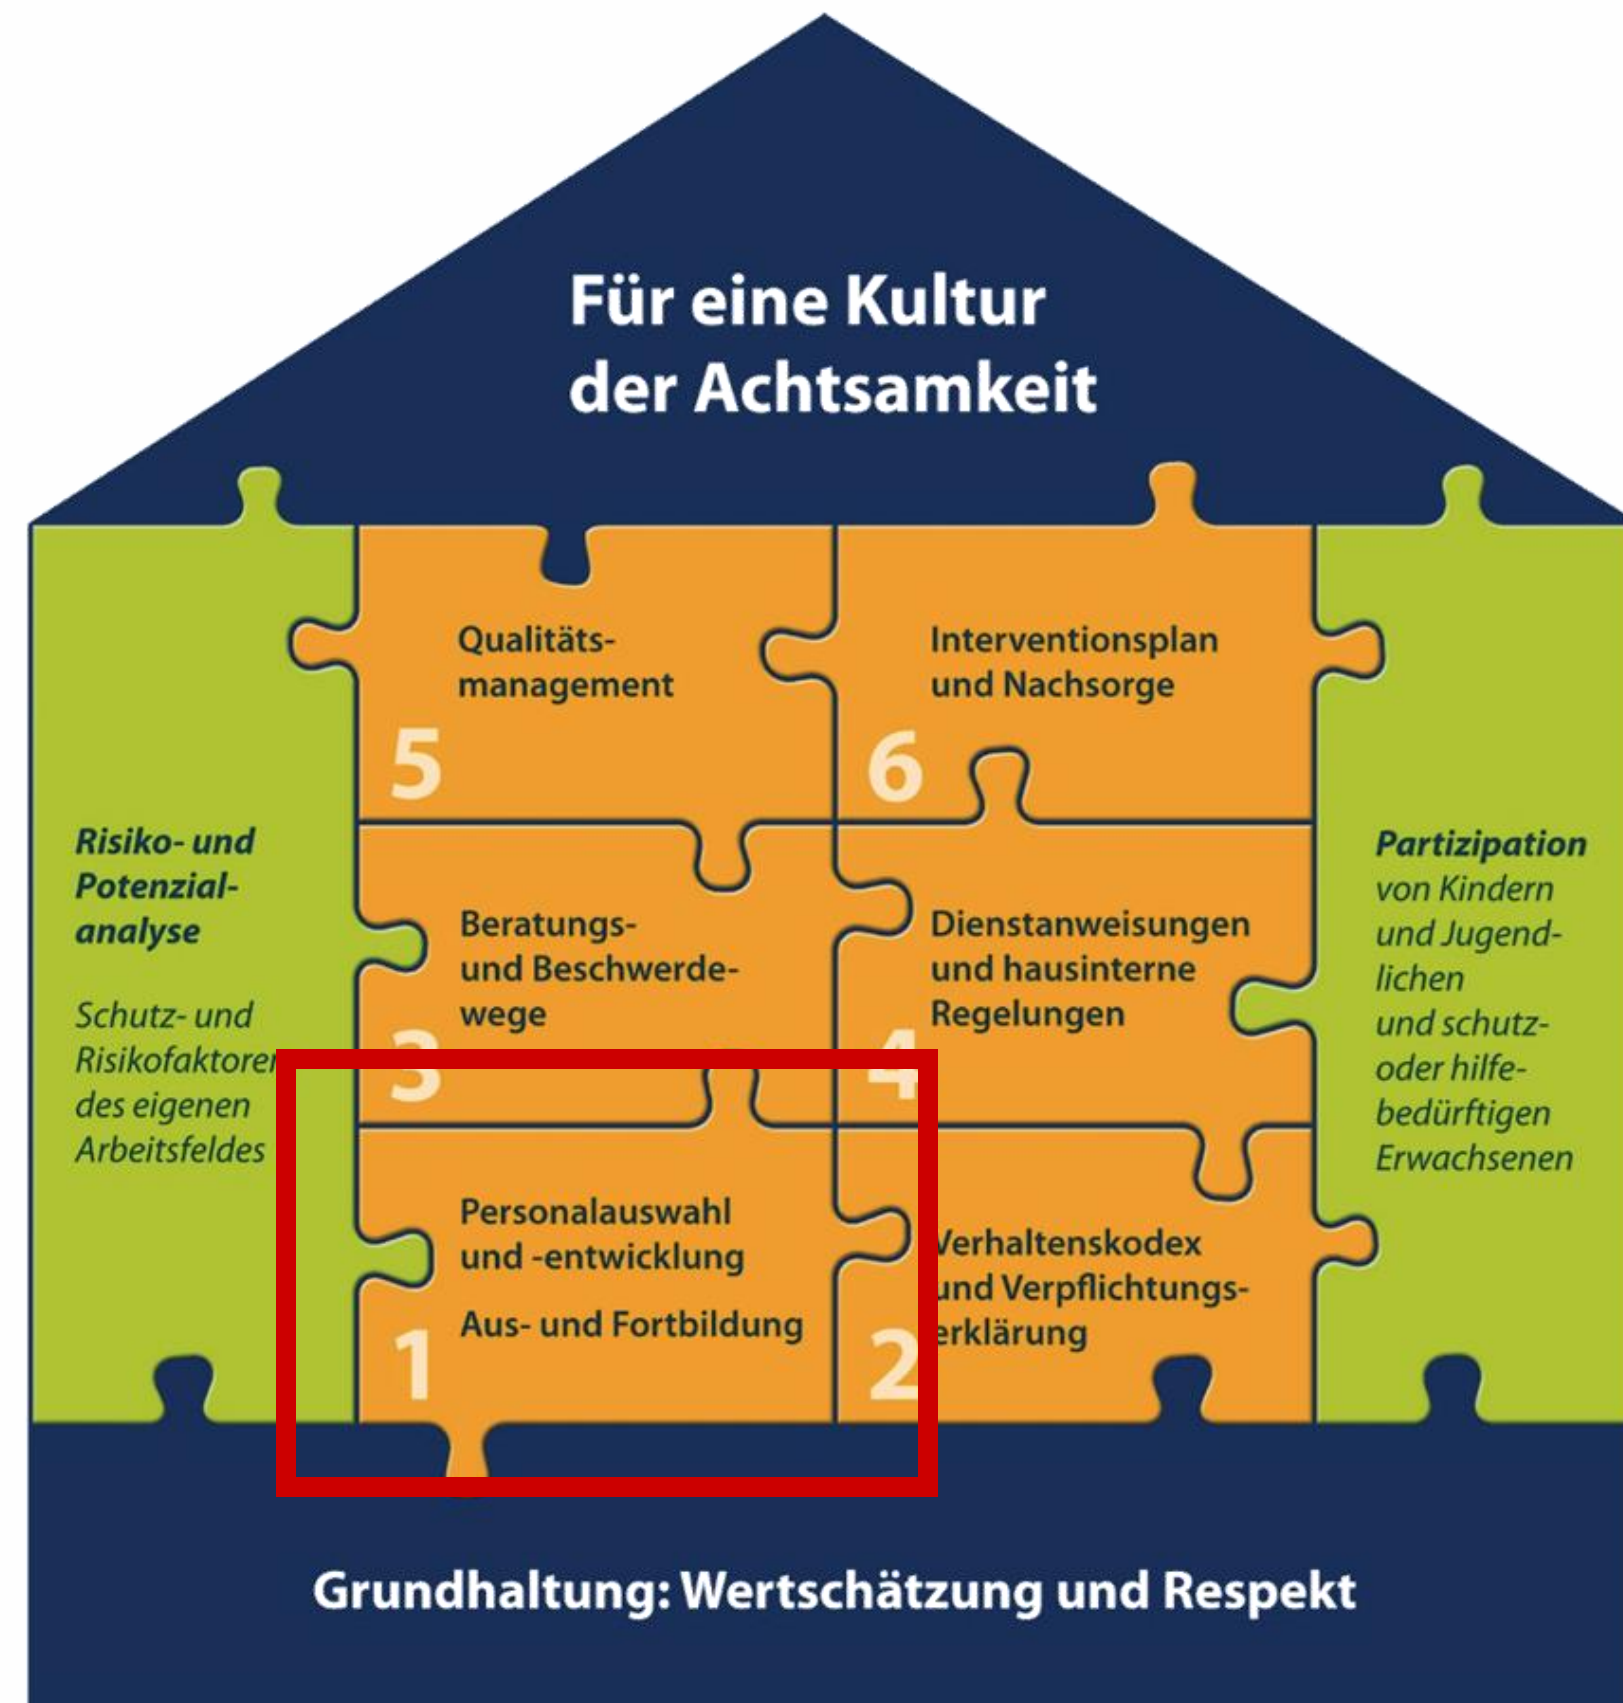 Für eine Kultur
der Achtsamkeit
Risiko- und
Potenzial-
analyse
Schutz- und
Risikofaktoren
des eigenen
Arbeitsfeldes
Qualitäts-
management
5
Interventionsplan
und Nachsorge
6
Beratungs-
und Beschwerde-
wege
3
Dienstanweisungen
und hausinterne
Regelungen
4
Personalauswahl
und -entwicklung
Aus- und Fortbildung
1
Verhaltenskodex
und Verpflichtungs-
erklärung
2
Partizipation
von Kindern
und Jugend-
lichen
und schutz-
oder hilfe-
bedürftigen
Erwachsenen
Grundhaltung: Wertschätzung und Respekt